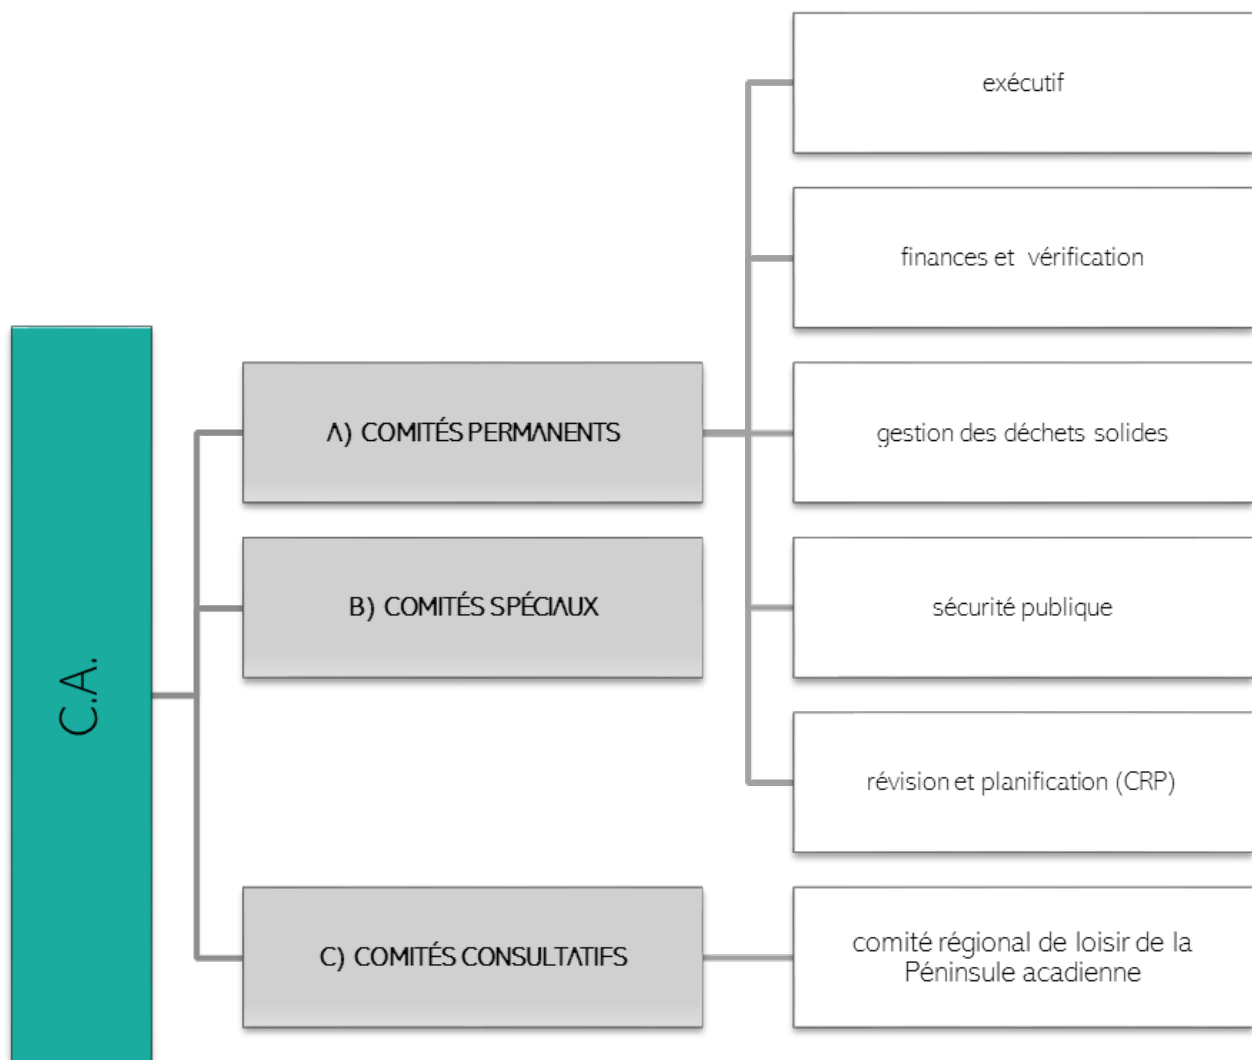 C.A.
A) COMITÉS PERMANENTS
exécutif
finances et vérification
gestion des déchets solides
sécurité publique
révision et planification (CRP)
B) COMITÉS SPÉCIAUX
C) COMITÉS CONSULTATIFS
comité régional de loisir de la
Péninsule acadienne